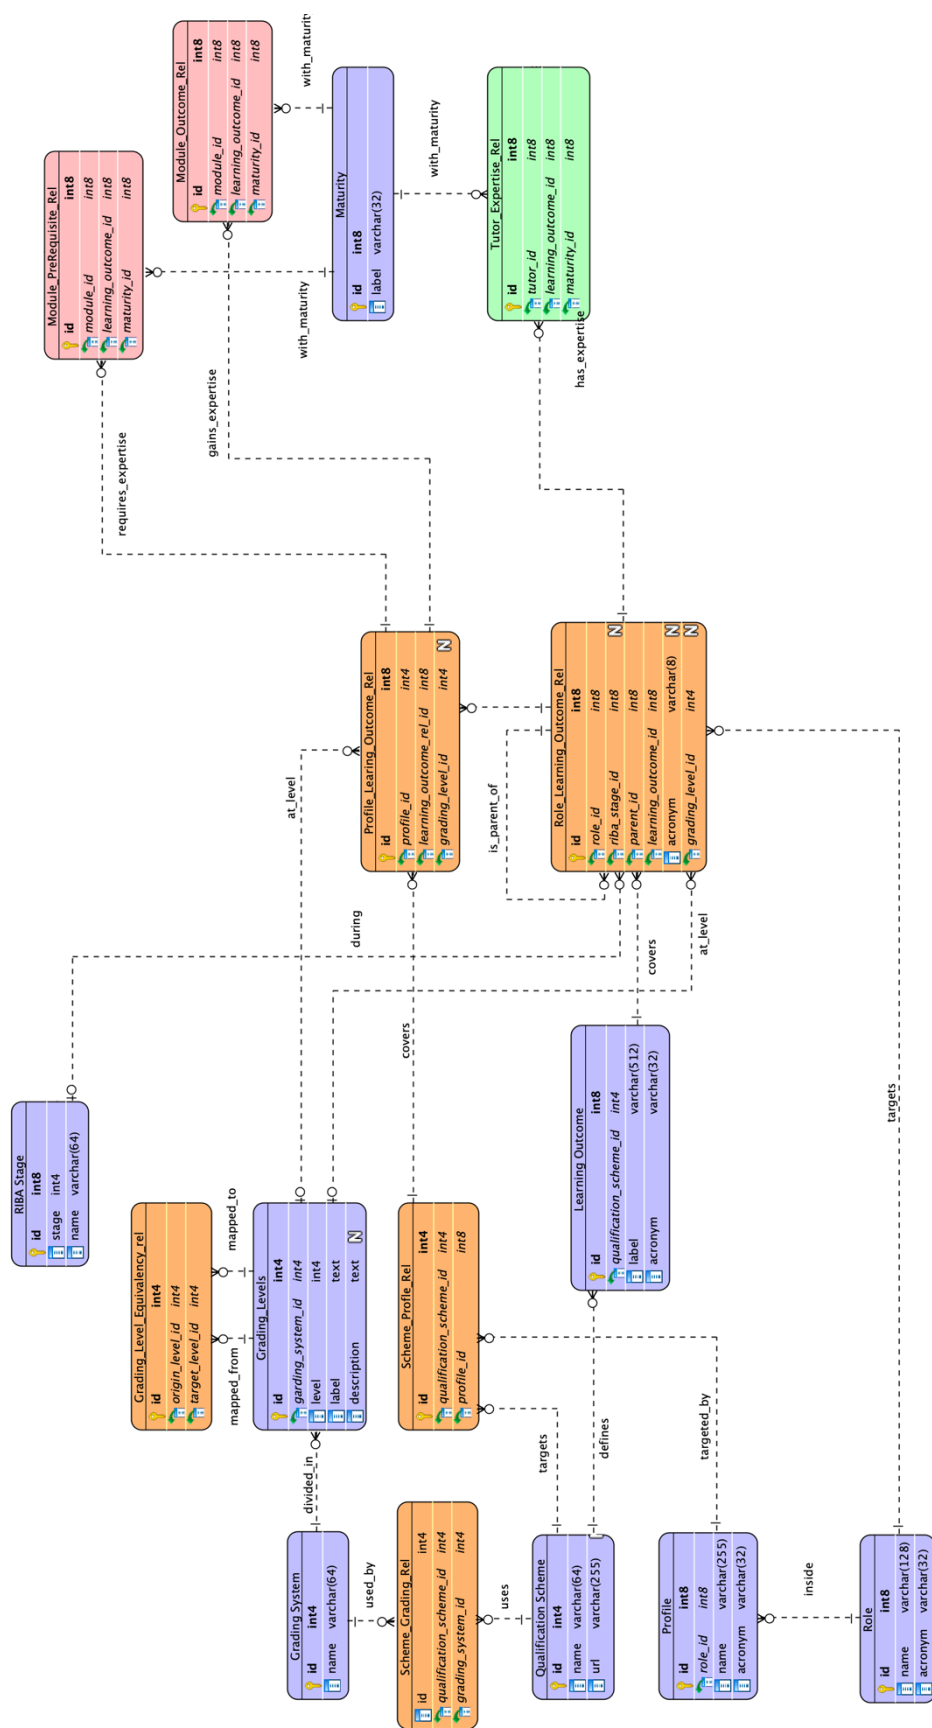 RIBA Stage
id int8
stage int4
name varchar(64)
Module_PreRequisite_Rel
id int8
module_id int8
learning_outcome_id int8
maturity_id int8
Module_Outcome_Rel
id int8
module_id int8
learning_outcome_id int8
maturity_id int8
Grading_Level_Equivalency_rel
id int4
origin_level_id int4
target_level_id int4
requires_expertise
gains_expertise
with_maturity
with_maturity
mapped_from
mapped_to
Grading System
id int4
name varchar(64)
divided_in
Grading_Levels
id int4
garding_system_id int4
level int4
label text
description text N
at_level
Maturity
id int8
label varchar(32)
during
used_by
Profile_Learing_Outcome_Rel
id int8
profile_id int4
learning_outcome_rel_id int8
grading_level_id int4 N
Scheme_Grading_Rel
id int4
qualification_scheme_id int4
grading_system_id int4
Scheme_Profile_Rel
id int4
qualification_scheme_id int4
profile_id int8
covers
with_maturity
uses
is_parent_of
Tutor_Expertise_Rel
id int8
tutor_id int8
learning_outcome_id int8
maturity_id int8
Qualification Scheme
id int4
name varchar(64)
url varchar(255)
targets
defines
Role_Learning_Outcome_Rel
id int8
role_id int8
riba_stage_id int8 N
parent_id int8
learning_outcome_id int8
acronym varchar(8) N
grading_level_id int4 N
has_expertise
Learning Outcome
id int8
qualification_scheme_id int4
label varchar(512)
acronym varchar(32)
covers
at_level
Profile
id int8
role_id int8
name varchar(255)
acronym varchar(32)
targeted_by
inside
targets
Role
id int8
name varchar(128)
acronym varchar(32)